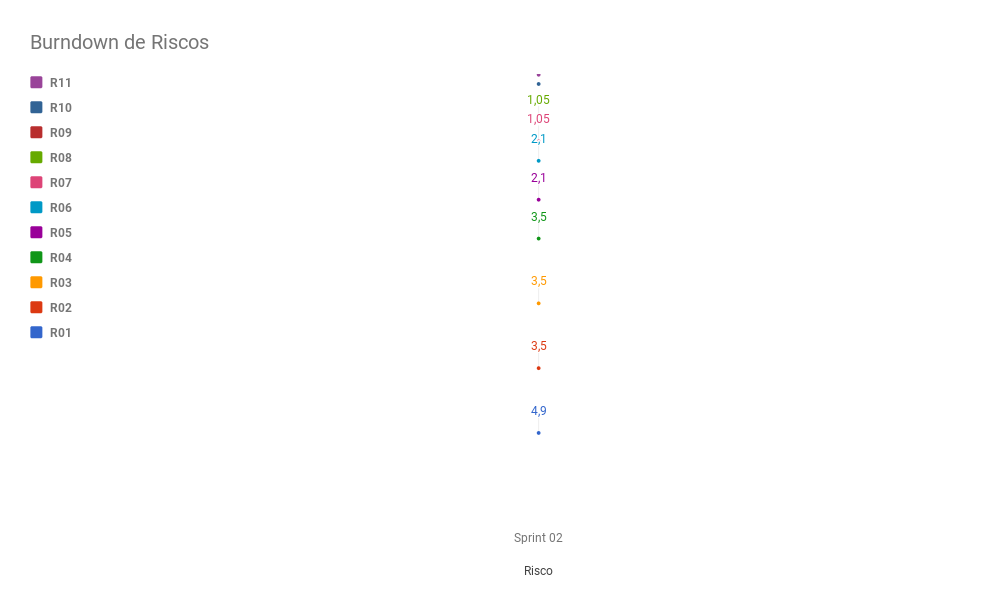 Burndown de Riscos
R11
R10
R09
R08
R07
R06
R05
R04
R03
R02
R01
1,05
1,05
2,1
2,1
3,5
3,5
3,5
4,9
Sprint 02
Risco